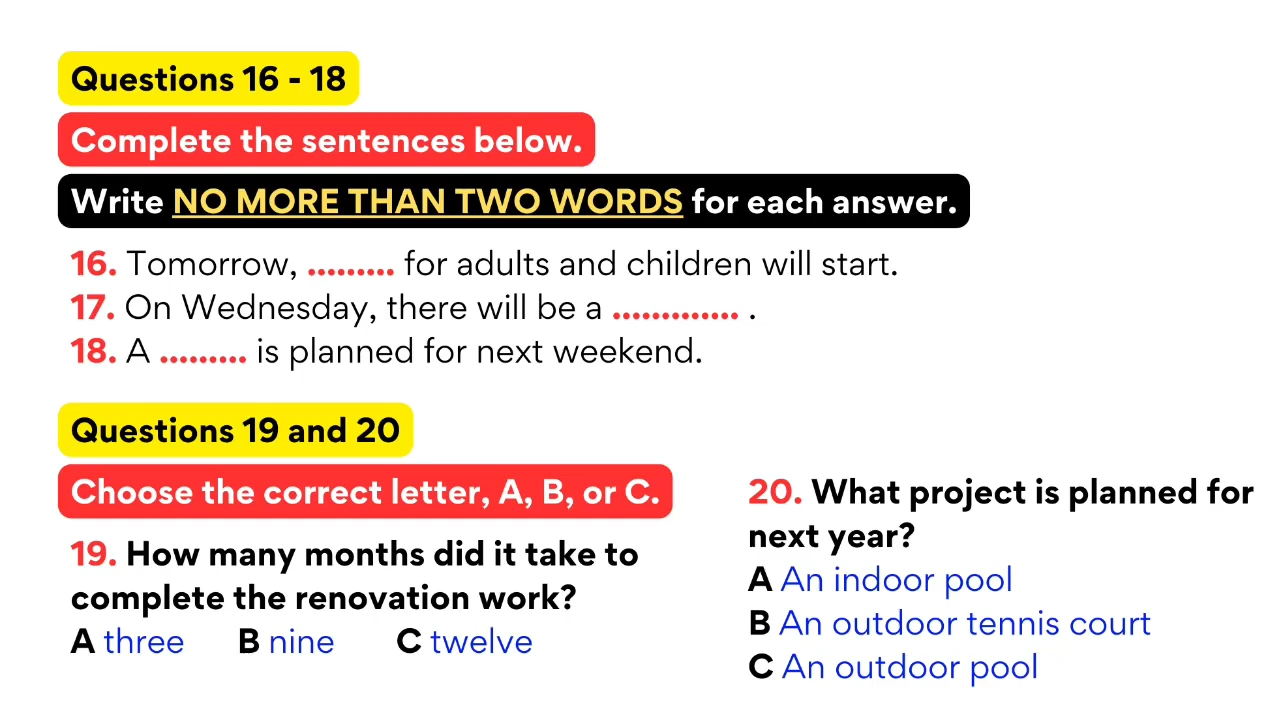 Questions 16 - 18
Complete the sentences below.
Write NO MORE THAN TWO WORDS for each answer.
16. Tomorrow, ......... for adults and children will start.
17. On Wednesday, there will be a ............. .
18. A ......... is planned for next weekend.
Questions 19 and 20
Choose the correct letter, A, B, or C.
19. How many months did it take to
complete the renovation work?
A three B nine C twelve
20. What project is planned for
next year?
A An indoor pool
B An outdoor tennis court
C An outdoor pool